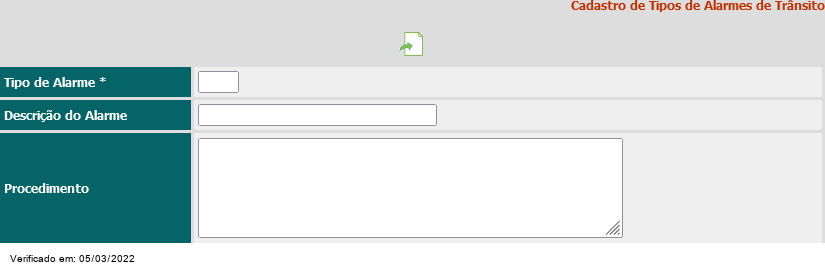 Cadastro de Tipos de Alarmes de Trânsito
Tipo de Alarme *
Descrição do Alarme
Procedimento
Verificado em: 05/03/2022